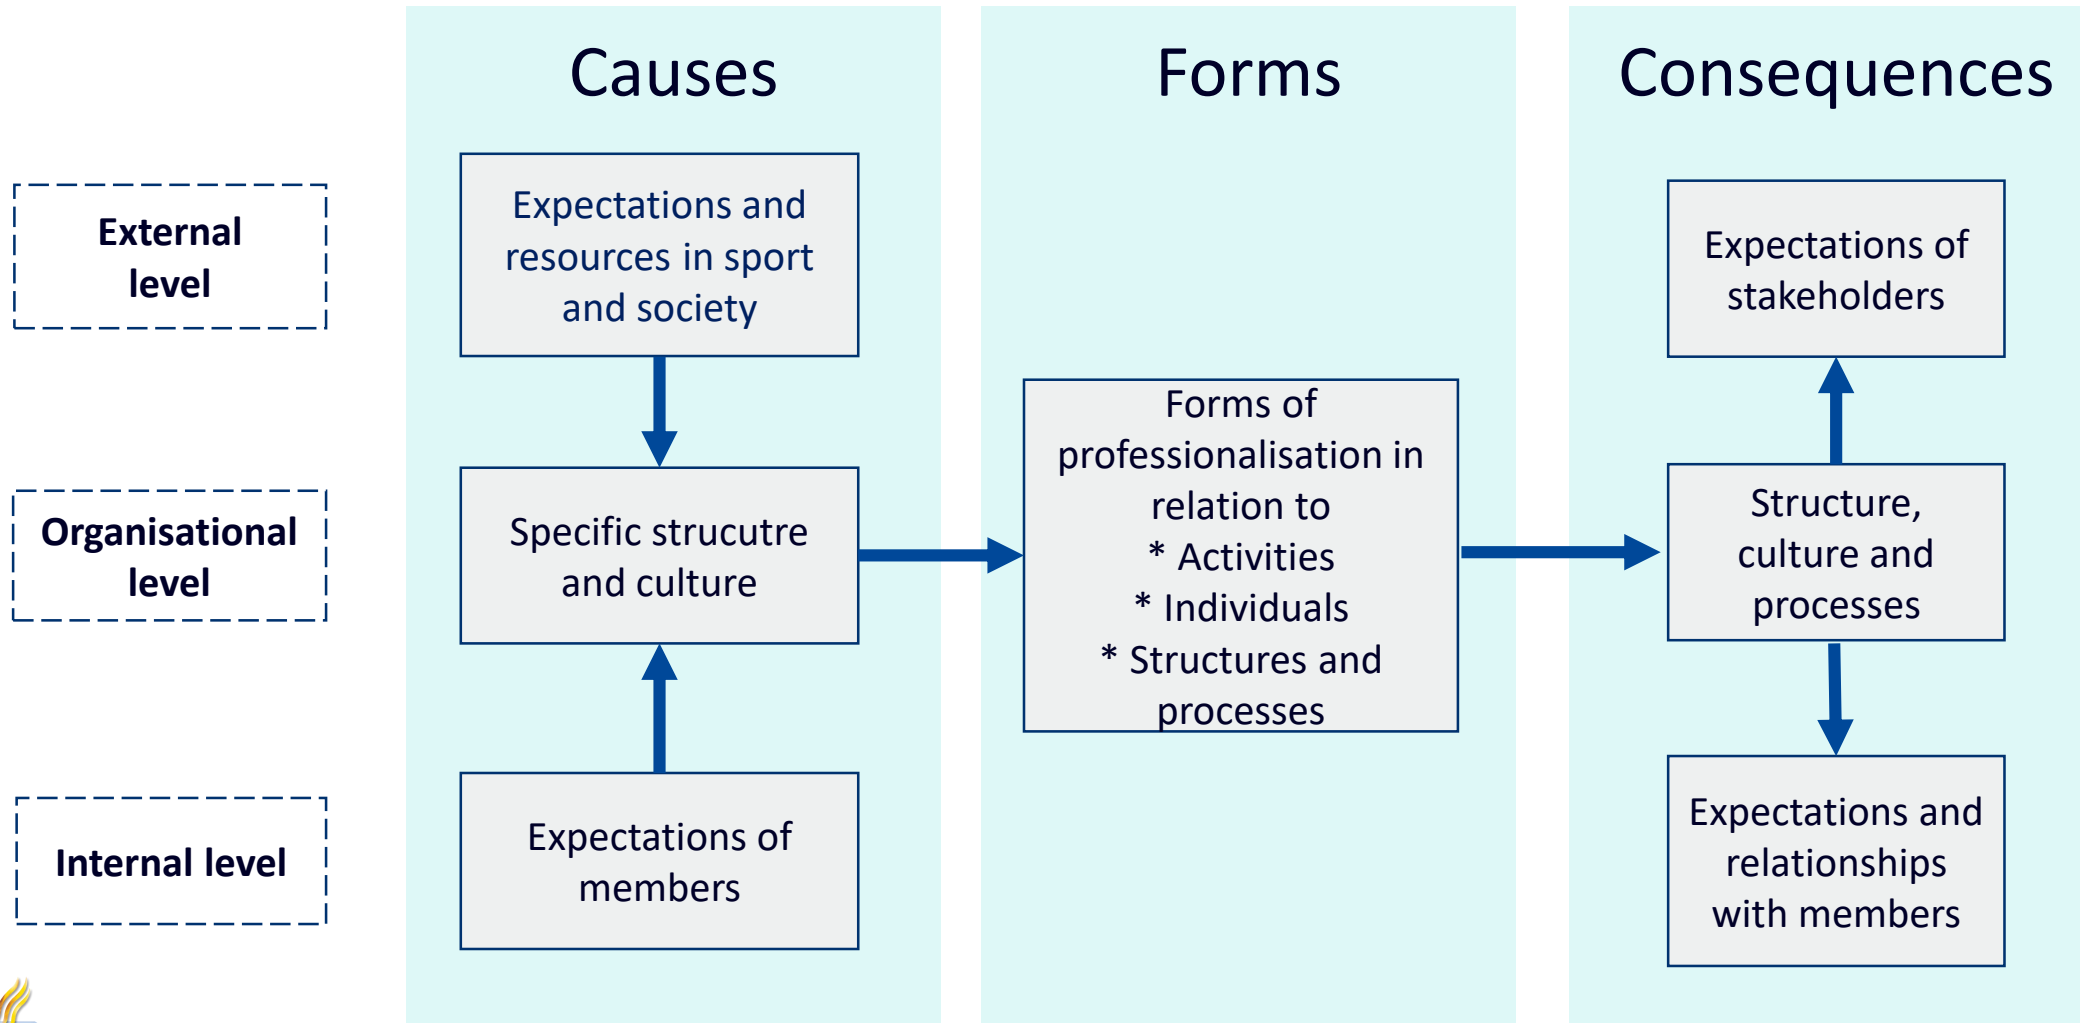 Causes
Forms
Consequences
External
level
Expectations and
resources in sport
and society
Expectations of
stakeholders
Organisational
level
Specific strucutre
and culture
Forms of
professionalisation in
relation to
* Activities
* Individuals
* Structures and
processes
Structure,
culture and
processes
Internal level
Expectations of
members
Expectations and
relationships
with members